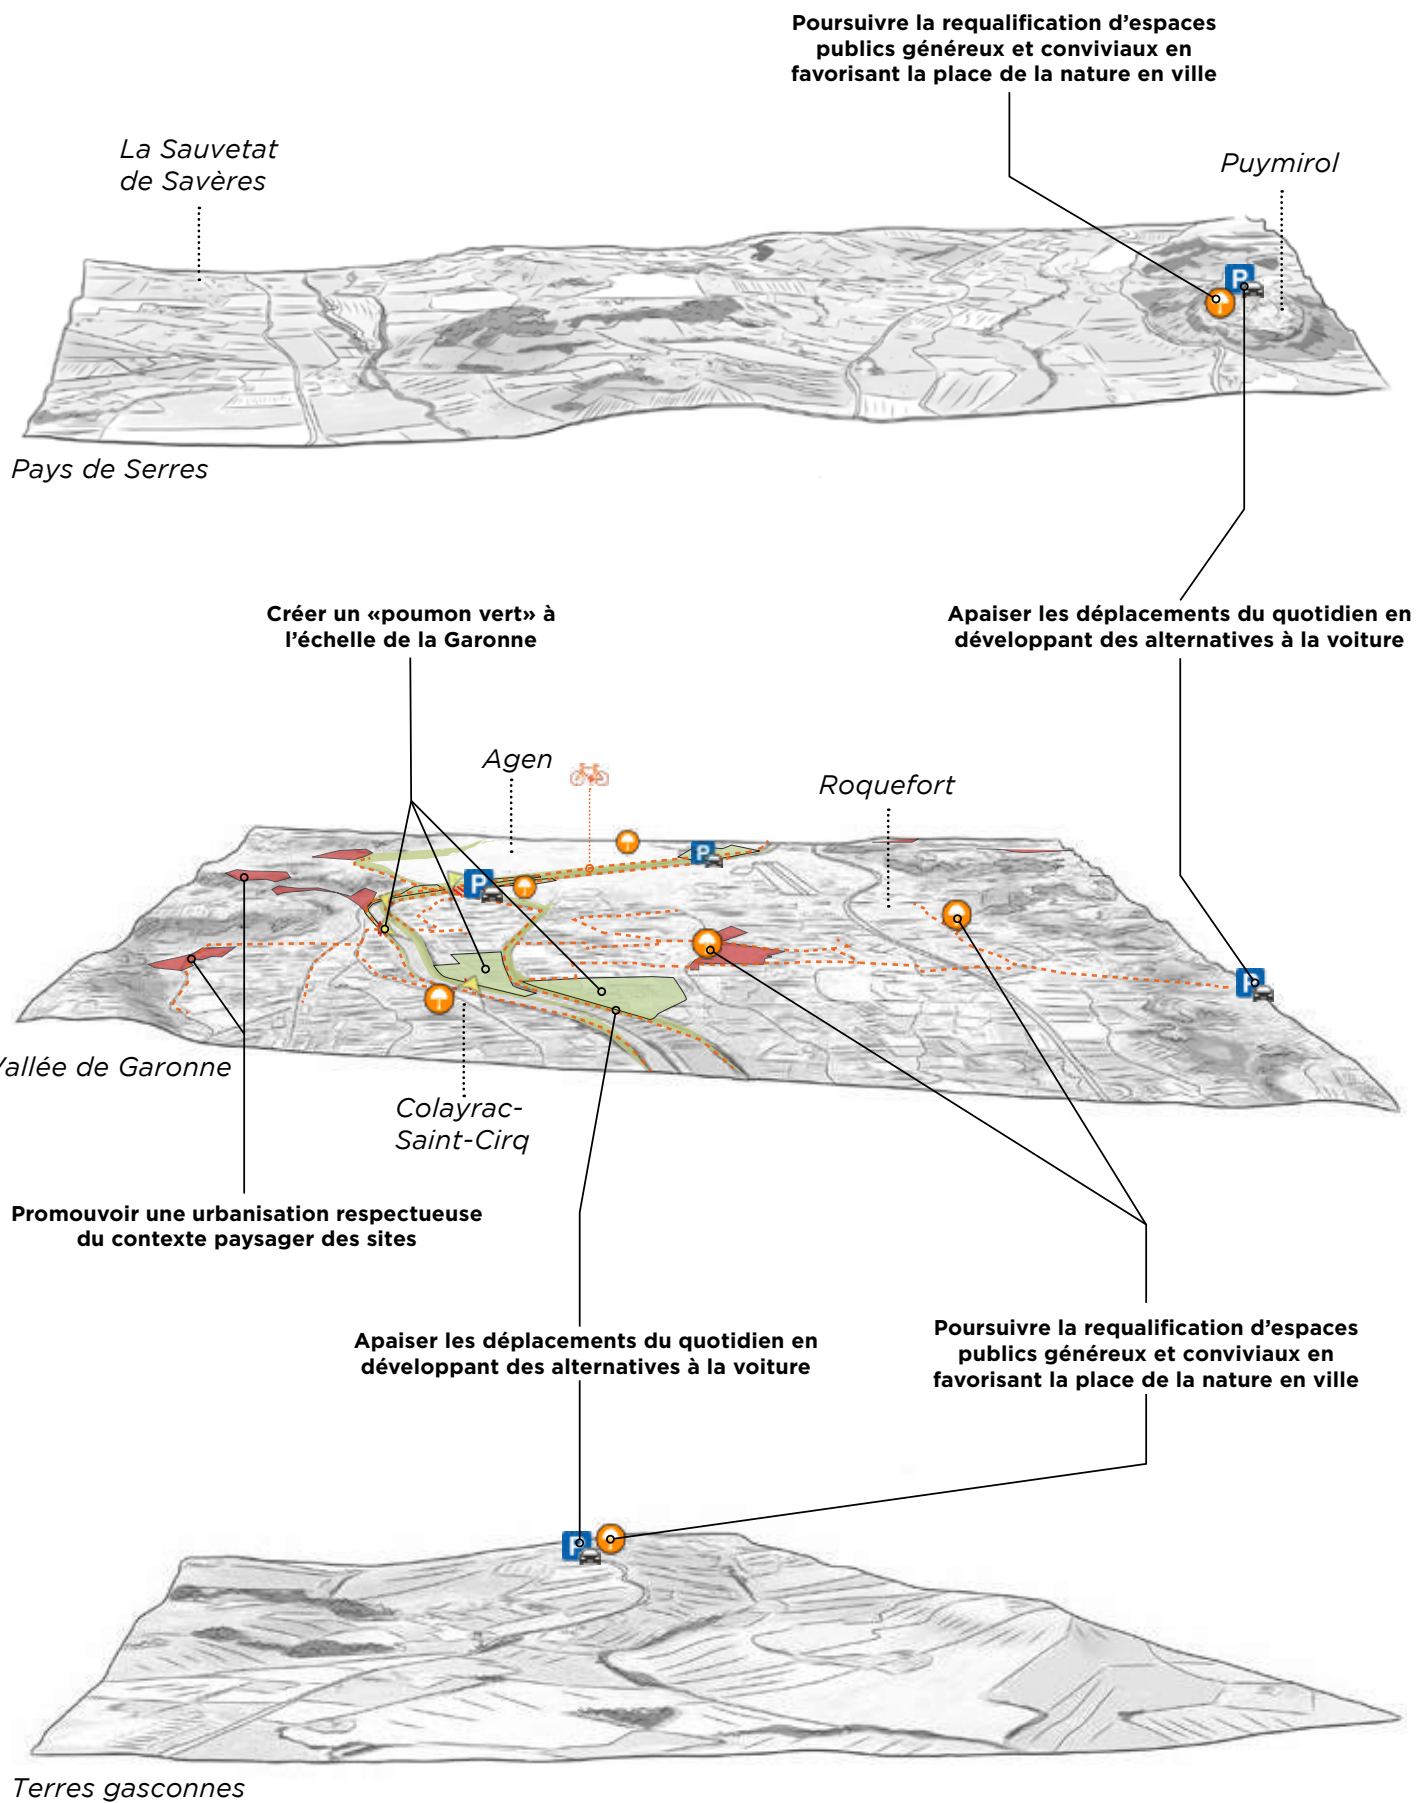 Poursuivre la requalification d’espaces
publics généreux et conviviaux en
favorisant la place de la nature en ville
La Sauvetat
de Savères
Puymirol
P
Pays de Serres
Créer un «poumon vert» à
l’échelle de la Garonne
Apaiser les déplacements du quotidien en
développant des alternatives à la voiture
Agen
Roquefort
P
P
P
Vallée de Garonne
Colayrac-
Saint-Cirq
Promouvoir une urbanisation respectueuse
du contexte paysager des sites
Apaiser les déplacements du quotidien en
développant des alternatives à la voiture
Poursuivre la requalification d’espaces
publics généreux et conviviaux en
favorisant la place de la nature en ville
P
Terres gasconnes